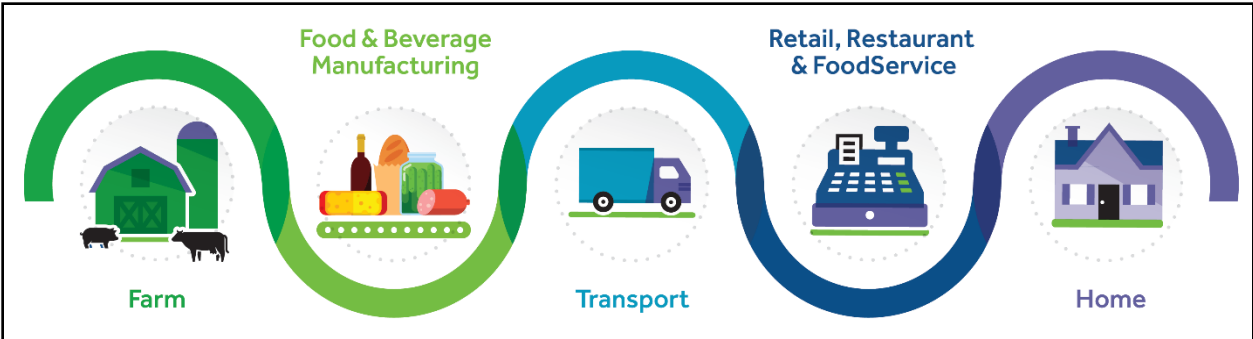 Farm
Food & Beverage
Manufacturing
Transport
Retail, Restaurant
& FoodService
Home